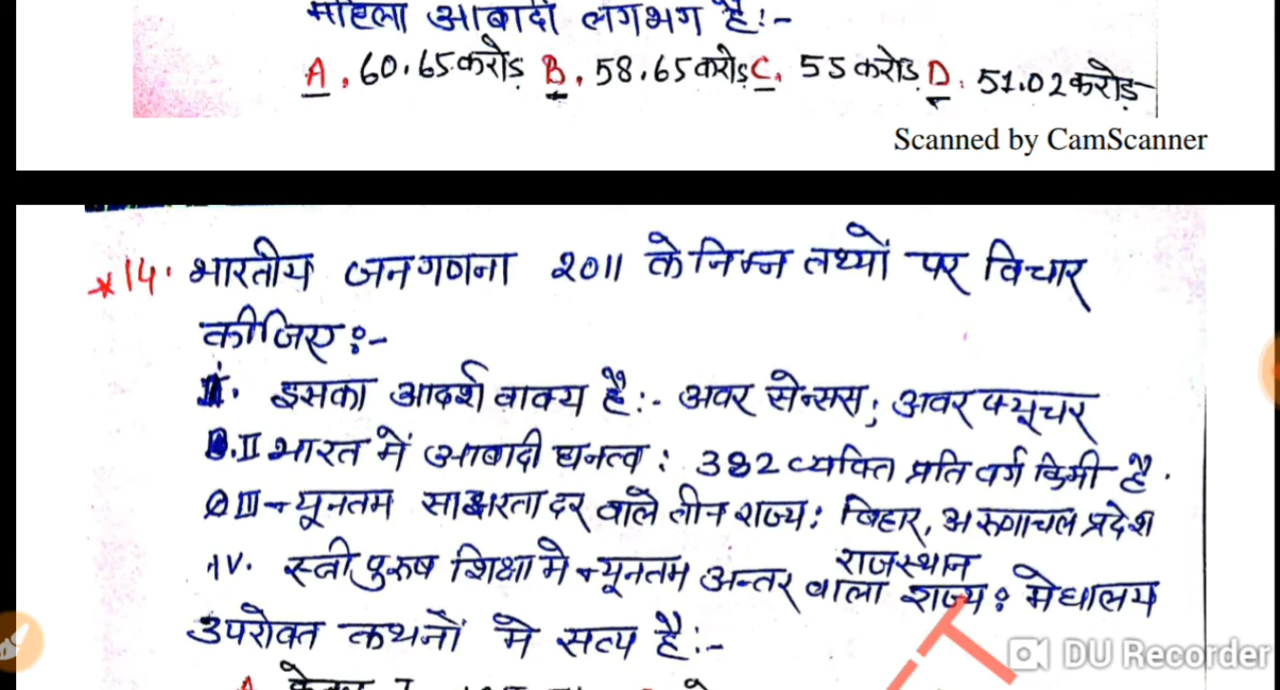 महिला आबादी लगभग है:-
A. 60.65 करोड़ B. 58.65 करोड़ C. 55 करोड़ D. 51.02 करोड़
Scanned by CamScanner
*14. भारतीय जनगणना 2011 के निम्न तथ्यों पर विचार
कीजिए:-
I. इसका आदर्श वाक्य है:- अवर सेन्सस; अवर फ्यूचर
II भारत में आबादी घनत्व: 382 व्यक्ति प्रति वर्ग किमी है.
III न्यूनतम साक्षरता दर वाले तीन राज्य: बिहार, अरुणाचल प्रदेश
राजस्थान
IV. स्त्री पुरुष शिक्षा मे न्यूनतम अन्तर वाला राज्य: मेघालय
उपरोक्त कथनों मे सत्य है:-
DU Recorder
A केवल I